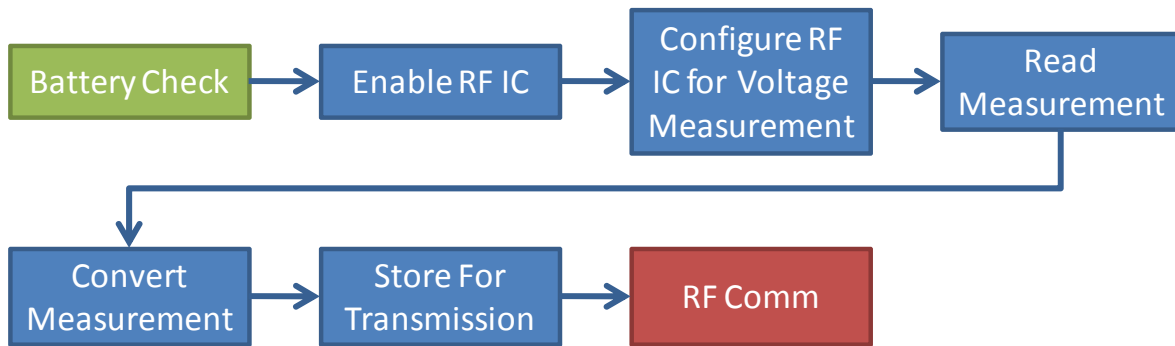 Battery Check
Enable RF IC
Configure RF
IC for Voltage
Measurement
Read
Measurement
Convert
Measurement
Store For
Transmission
RF Comm